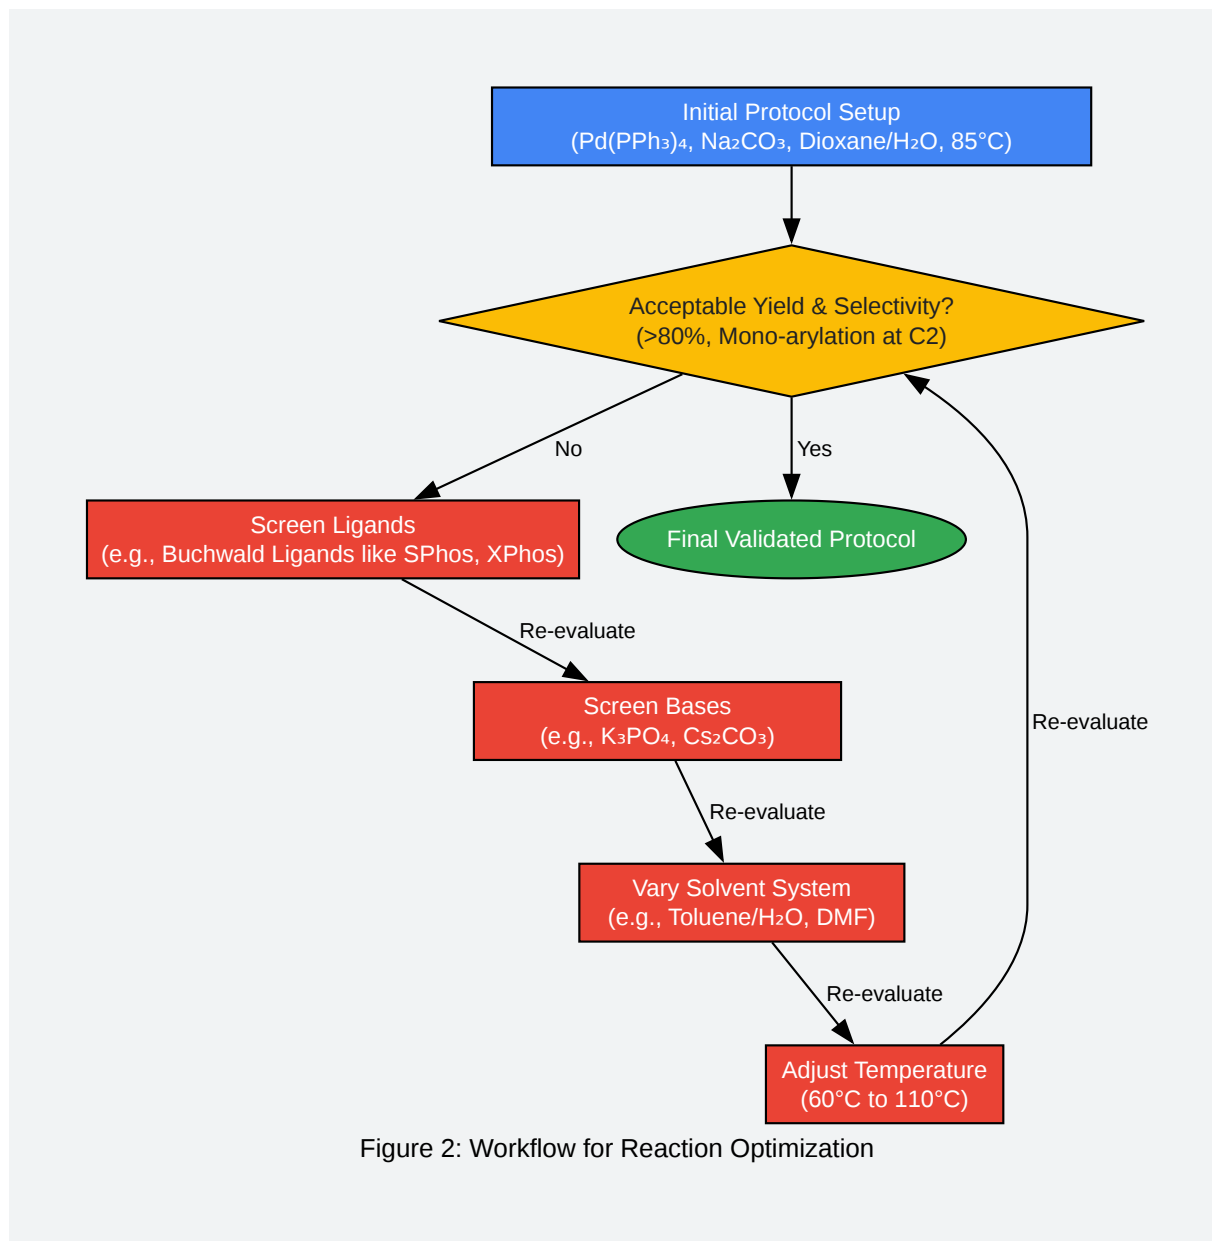 Initial Protocol Setup
(Pd(PPh₃)₄, Na₂CO₃, Dioxane/H₂O, 85°C)
Acceptable Yield & Selectivity?
(>80%, Mono-arylation at C2)
No
Yes
Screen Ligands
(e.g., Buchwald Ligands like SPhos, XPhos)
Final Validated Protocol
Re-evaluate
Screen Bases
(e.g., K₃PO₄, Cs₂CO₃)
Re-evaluate
Re-evaluate
Vary Solvent System
(e.g., Toluene/H₂O, DMF)
Re-evaluate
Adjust Temperature
(60°C to 110°C)
Figure 2: Workflow for Reaction Optimization